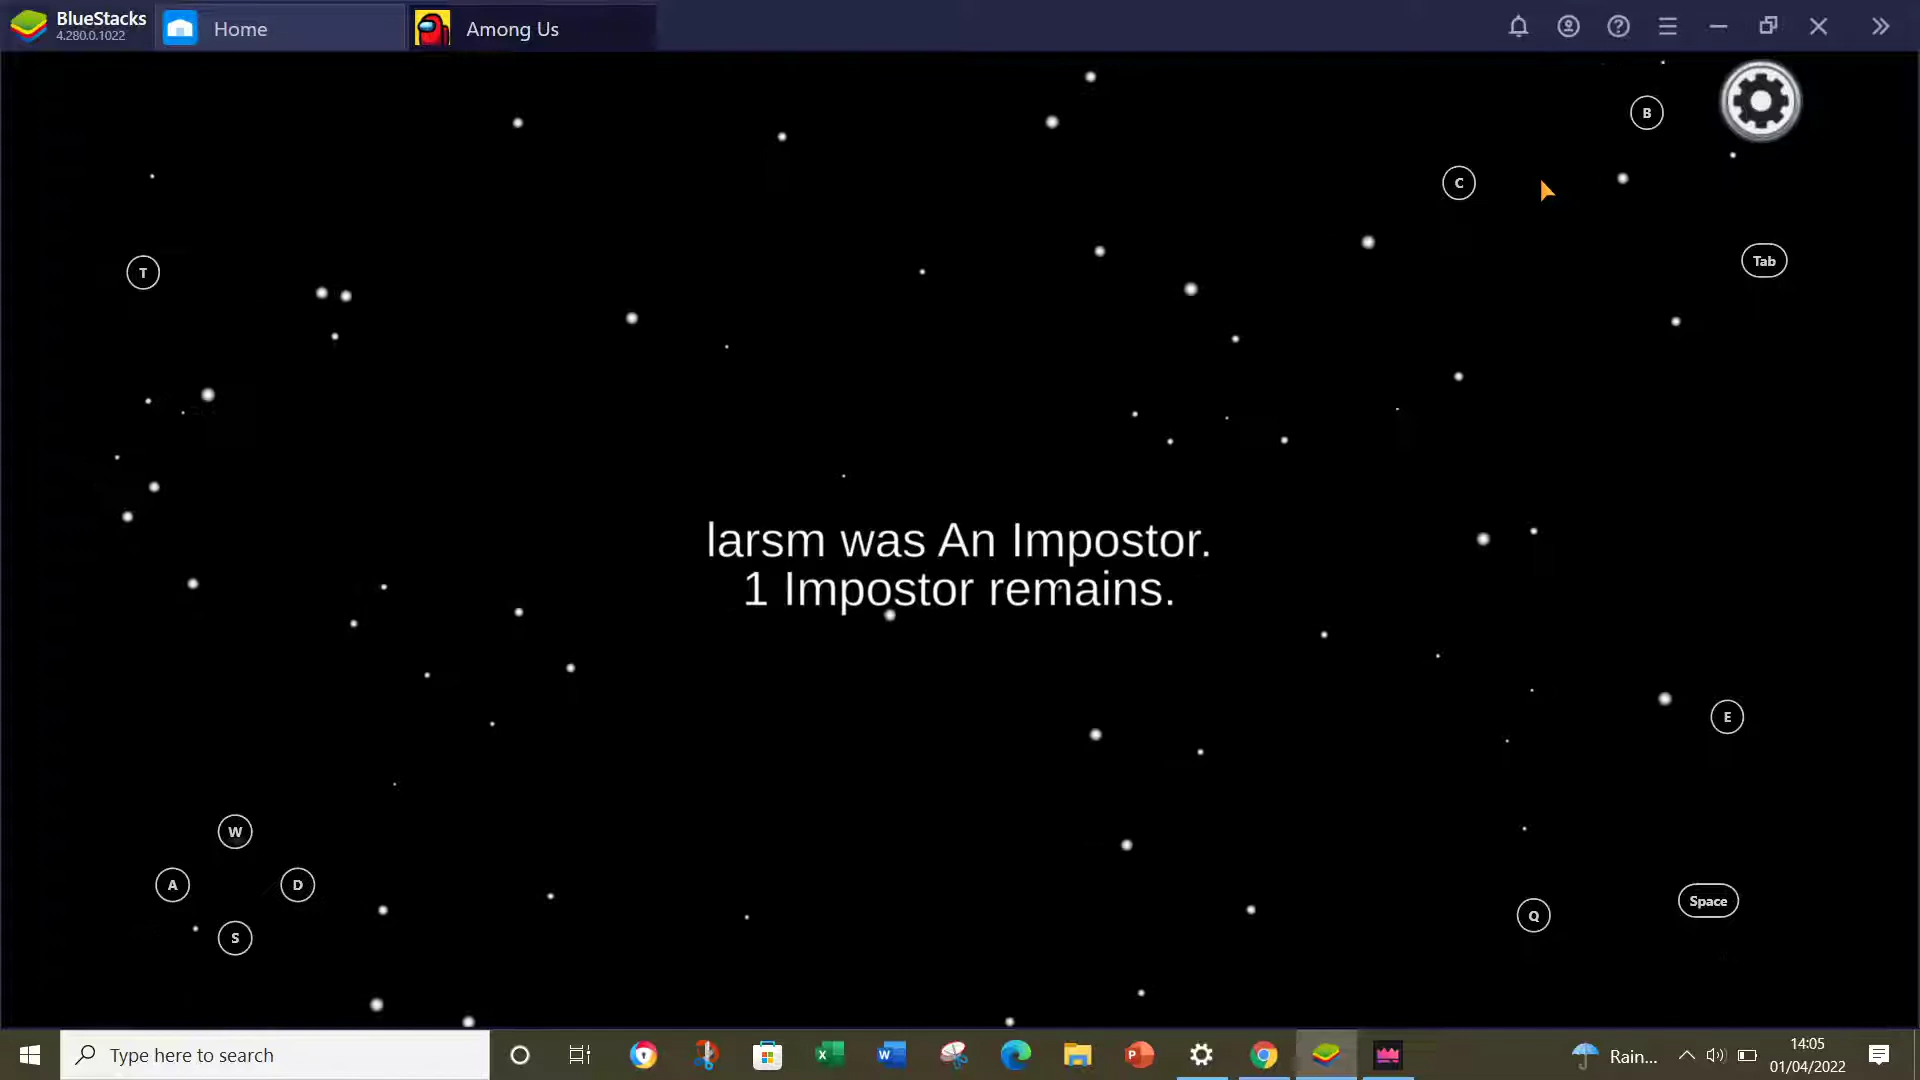 BlueStacks
4.280.0.1022
Home
Among Us
B
C
T
Tab
larsm was An Impostor.
1 Impostor remains.
E
W
A
D
S
Q
Space
Type here to search
Rain...
14:05
01/04/2022